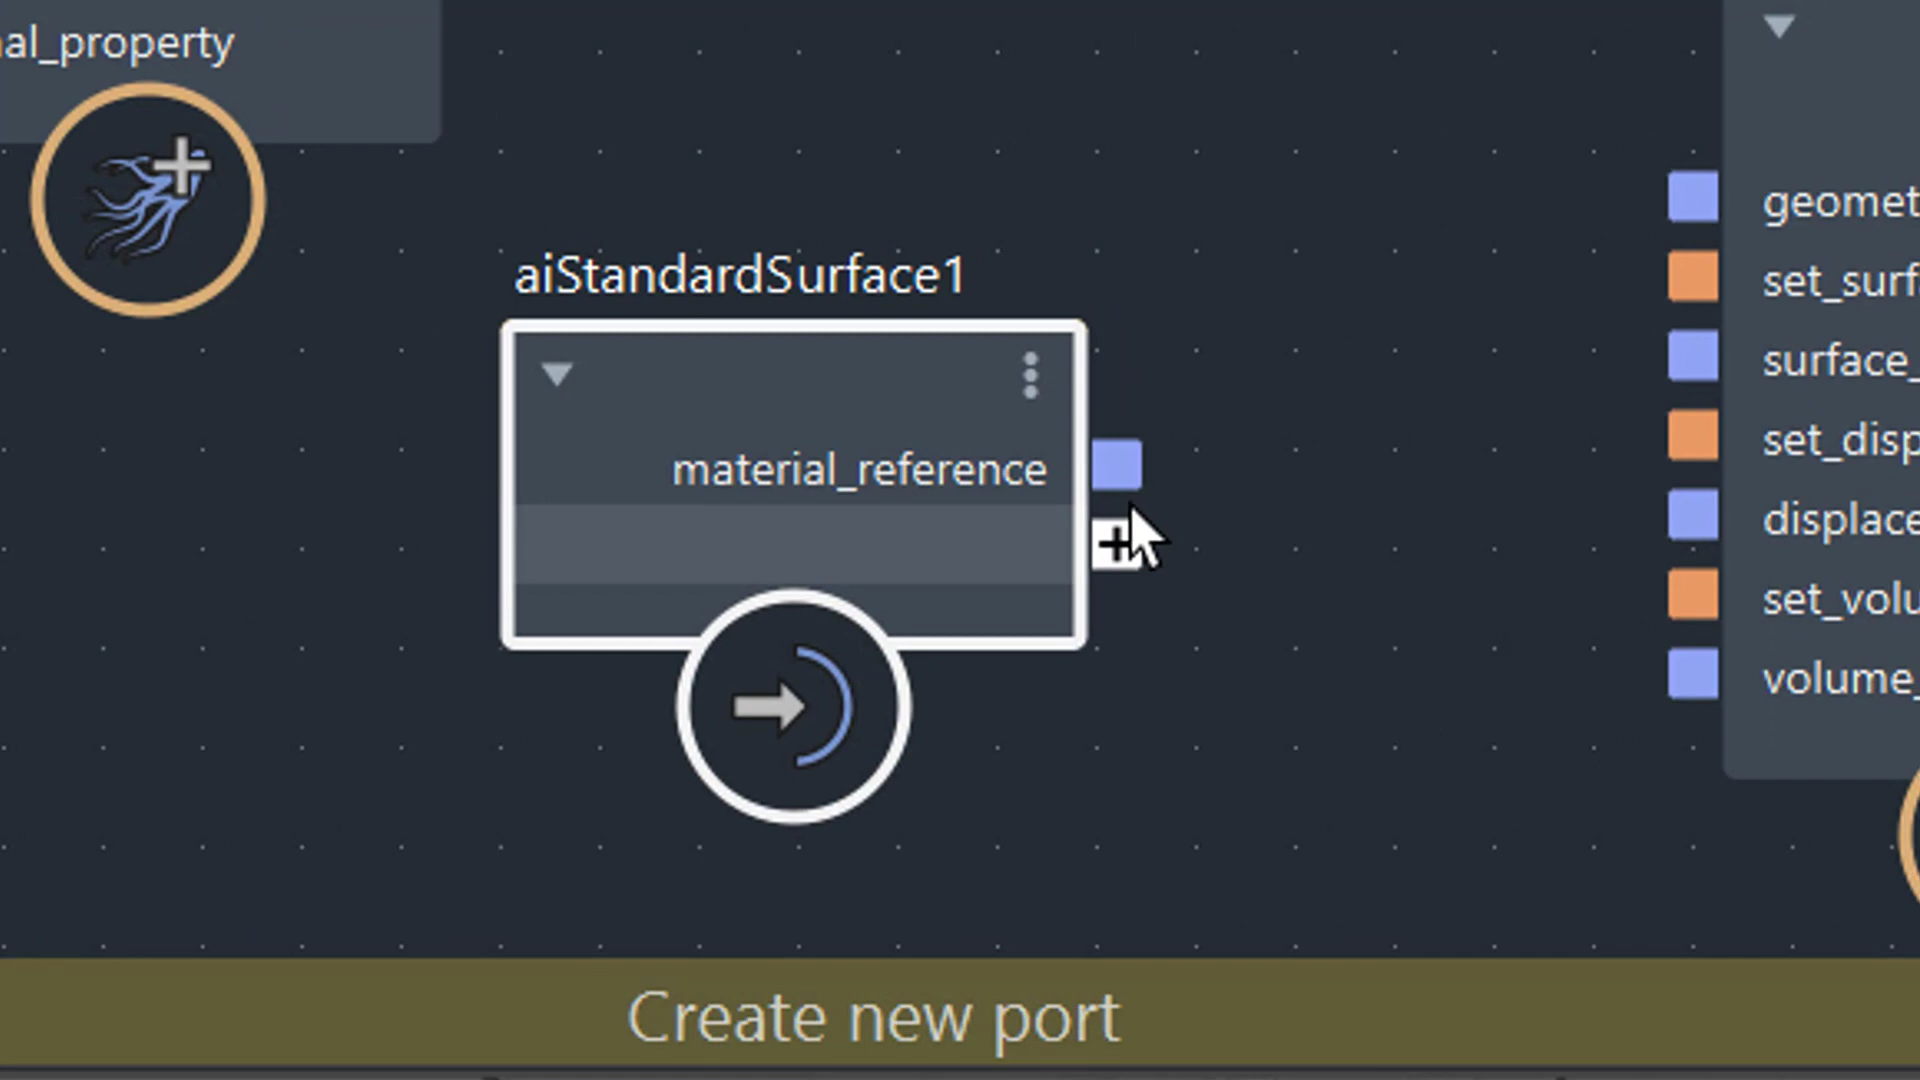 al_property
aiStandardSurface1
material_reference
geomet
set_surf
surface_
set_disp
displace
set_volu
volume_
Create new port